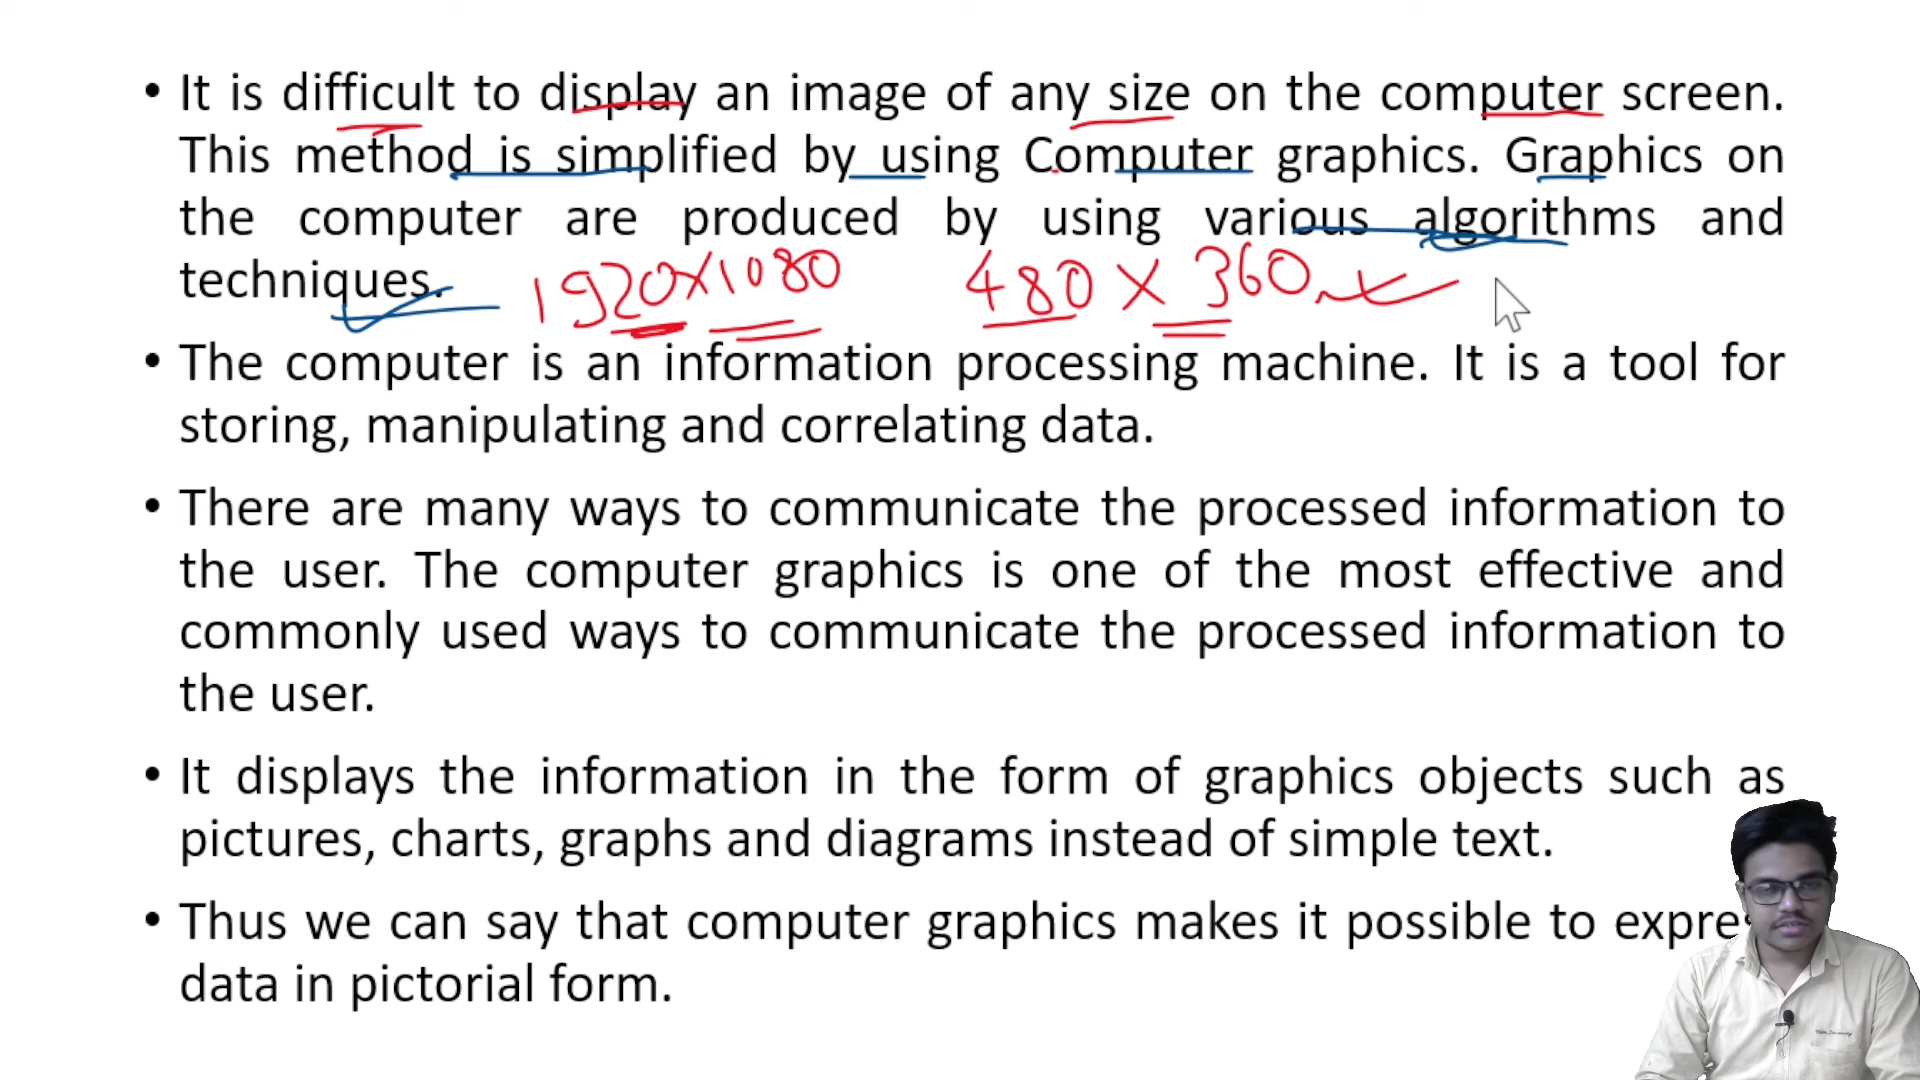 • It is difficult to display an image of any size on the computer screen.
This method is simplified by using Computer graphics. Graphics on
the computer are produced by using various algorithms and
techniques. 1920x1080 480 X 360
• The computer is an information processing machine. It is a tool for
storing, manipulating and correlating data.
• There are many ways to communicate the processed information to
the user. The computer graphics is one of the most effective and
commonly used ways to communicate the processed information to
the user.
• It displays the information in the form of graphics objects such as
pictures, charts, graphs and diagrams instead of simple text.
• Thus we can say that computer graphics makes it possible to expres
data in pictorial form.